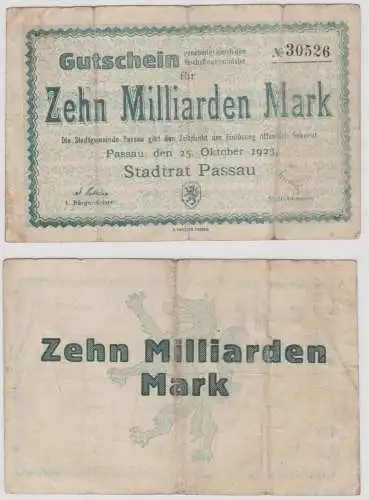 Gutschein
№ 30526
für
Zehn Milliarden Mark
Die Stadtgemeinde Passau gibt den Zeitpunkt der Einlösung öffentlich bekannt
Passau, den 25. Oktober 1923.
Stadtrat Passau
1. Bürgermeister
Zehn Milliarden
Mark